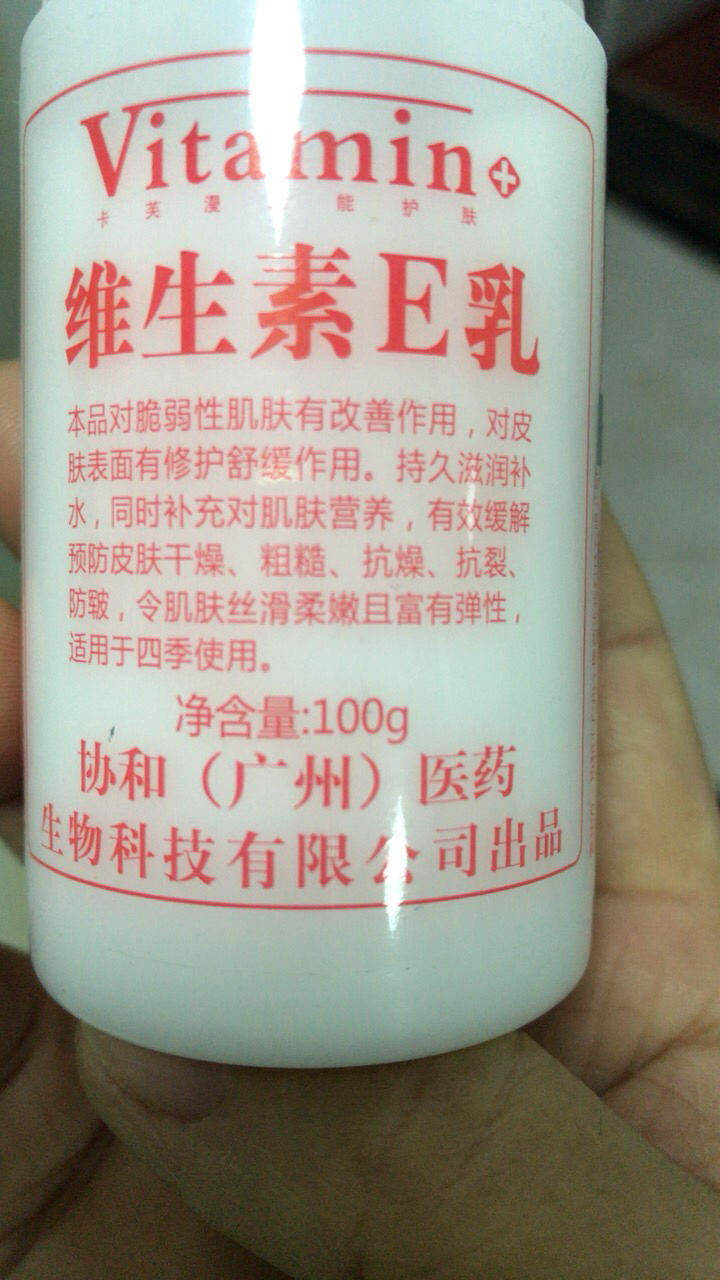 Vitamin
卡芙漫 能护肤
维生素E乳
本品对脆弱性肌肤有改善作用，对皮
肤表面有修护舒缓作用。持久滋润补
水，同时补充对肌肤营养，有效缓解
预防皮肤干燥、粗糙、抗燥、抗裂、
防皲，令肌肤丝滑柔嫩且富有弹性，
适用于四季使用。
净含量:100g
协和（广州）医药
生物科技有限公司出品